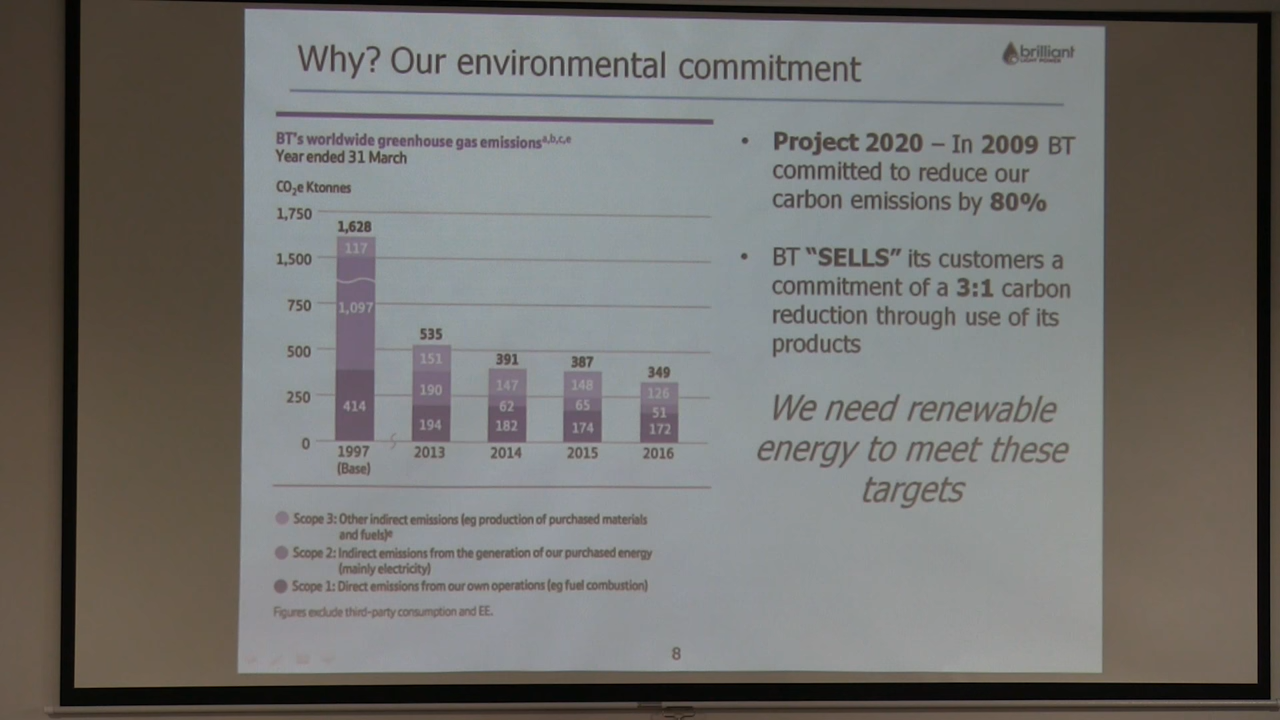 Why? Our environmental commitment
brilliant
LIGHT POWER
BT's worldwide greenhouse gas emissionsa,b,c,e
Year ended 31 March
CO2e Ktonnes
1,750
1,628
117
1,500
750
1,097
535
500
151
391
387
349
147
148
126
250
190
62
65
51
414
194
182
174
172
0
1997
2013
2014
2015
2016
(Base)
Scope 3: Other indirect emissions (eg production of purchased materials
and fuels)e
Scope 2: Indirect emissions from the generation of our purchased energy
(mainly electricity)
Scope 1: Direct emissions from our own operations (eg fuel combustion)
Figures exclude third-party consumption and EE.
• Project 2020 – In 2009 BT
committed to reduce our
carbon emissions by 80%
• BT “SELLS” its customers a
commitment of a 3:1 carbon
reduction through use of its
products
We need renewable
energy to meet these
targets
8